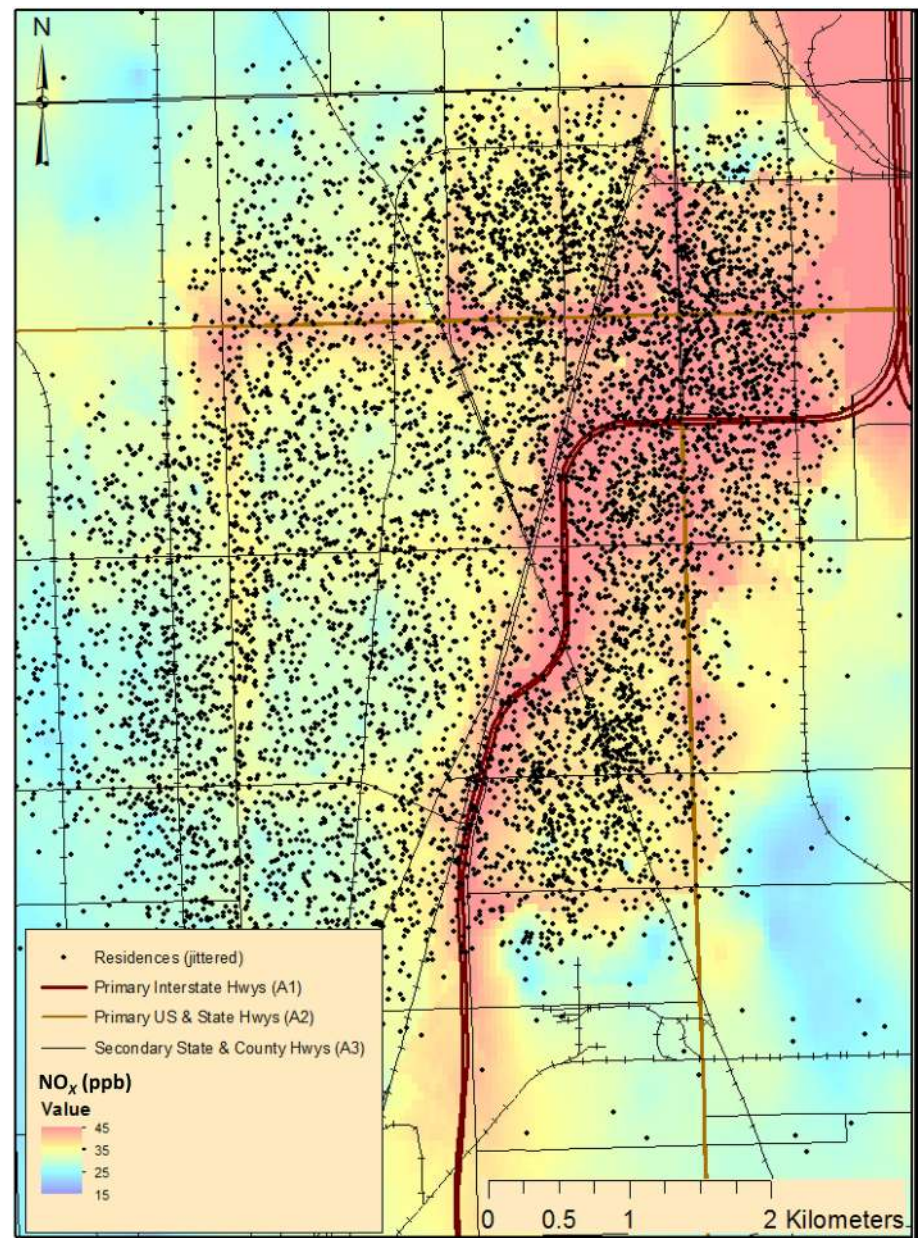 N
Residences (jittered)
Primary Interstate Hwys (A1)
Primary US & State Hwys (A2)
Secondary State & County Hwys (A3)
NOX (ppb)
Value
45
35
25
15
0 0.5 1 2 Kilometers